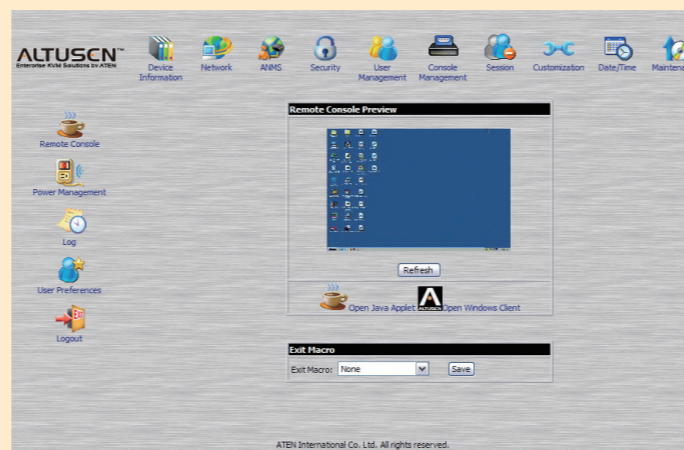 ALTUSCN™
Enterprise KVM Solutions by ATEN
Device Information
Network
ANMS
Security
User Management
Console Management
Session
Customization
Date/Time
Maintena
Remote Console
Power Management
Log
User Preferences
Logout
Remote Console Preview
Refresh
Open Java Applet
ALTUSCN
Open Windows Client
Exit Macro
Exit Macro: None
Save
ATEN International Co. Ltd. All rights reserved.